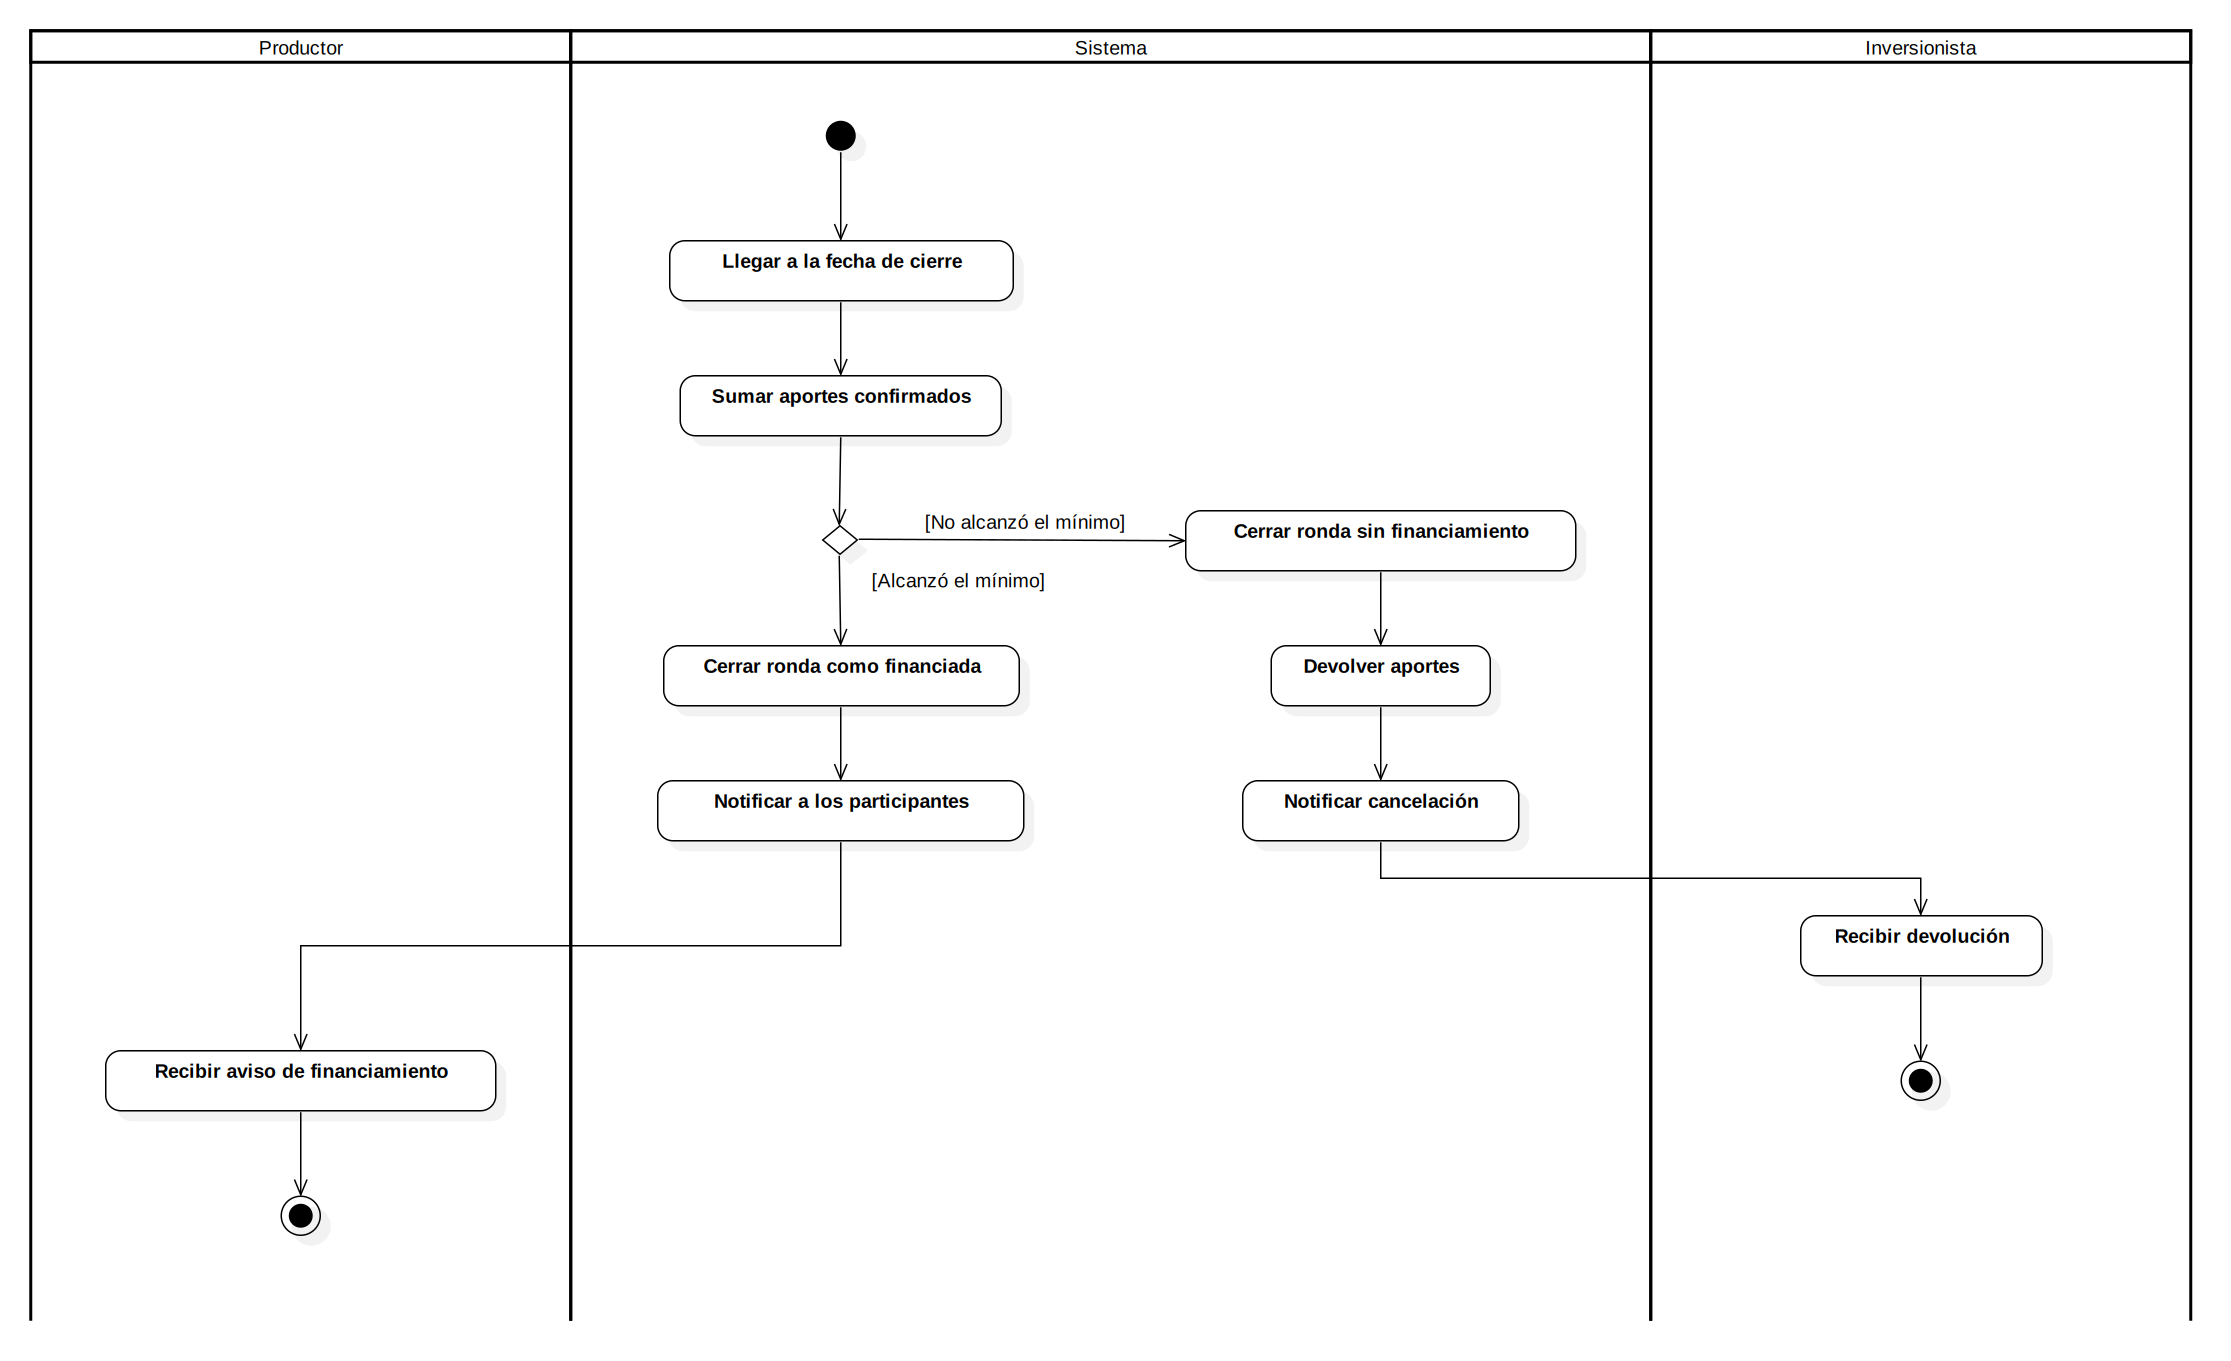 Productor
Sistema
Inversionista
Llegar a la fecha de cierre
Sumar aportes confirmados
[No alcanzó el mínimo]
Cerrar ronda sin financiamiento
[Alcanzó el mínimo]
Cerrar ronda como financiada
Devolver aportes
Notificar a los participantes
Notificar cancelación
Recibir devolución
Recibir aviso de financiamiento